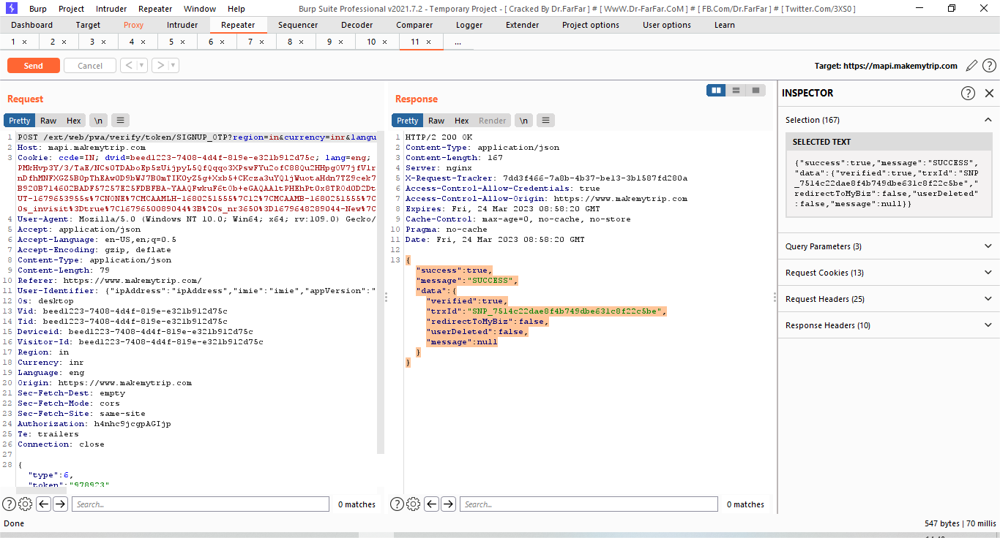 Burp Project Intruder Repeater Window Help Burp Suite Professional v2021.7.2 - Temporary Project - [ Cracked By Dr.FarFar ] # [ WwW.Dr-FarFar.CoM ] # [ FB.Com/Dr.FarFar ] # [ Twitter.Com/3XS0 ]
Dashboard Target Proxy Intruder Repeater Sequencer Decoder Comparer Logger Extender Project options User options Learn
1 × 2 × 3 × 4 × 5 × 6 × 7 × 8 × 9 × 10 × 11 × ...
Send Cancel < > Target: https://mapi.makemytrip.com
Request
Pretty Raw Hex \n
1 POST /ext/web/pwa/verify/token/SIGNUP_OTP?region=in&currency=inr&langu
2 Host: mapi.makemytrip.com
3 Cookie: ccde=IN; dvid=beed1223-7408-4d4f-819e-e321b912d75c; lang=eng;
PMkHvp3Y/3/TaE/NCsOTDAboEp5zUijpyL5QfQqqo3XPswFYu2ofC88Qu2HHpg0V7jfVlr
nDfhMNFXGZ5BOpThEAwOD9bWJ7B0mTIKOyZ5g+Xxb5+CKcza3uYQljWuotaHdn7TZ9cek7
B920B714602BADF57257E25FDBFBA~YAAQFwkuF6t0b+eGAQAA1tPHEhPt0x8TR0d0D2Dt
UT-1679653955s%7CNONE%7CMCAAMLH-1680251555%7C12%7CMCAAMB-1680251555%7C
0s_invisit%3Dtrue%7C1679650089044%3B%20s_nr3650%3D1679648289044-New%7C
4 User-Agent: Mozilla/5.0 (Windows NT 10.0; Win64; x64; rv:109.0) Gecko/
5 Accept: application/json
6 Accept-Language: en-US,en;q=0.5
7 Accept-Encoding: gzip, deflate
8 Content-Type: application/json
9 Content-Length: 79
10 Referer: https://www.makemytrip.com/
11 User-Identifier: {"ipAddress":"ipAddress","imie":"imie","appVersion":"
12 Os: desktop
13 Vid: beed1223-7408-4d4f-819e-e321b912d75c
14 Tid: beed1223-7408-4d4f-819e-e321b912d75c
15 Deviceid: beed1223-7408-4d4f-819e-e321b912d75c
16 Visitor-Id: beed1223-7408-4d4f-819e-e321b912d75c
17 Region: in
18 Currency: inr
19 Language: eng
20 Origin: https://www.makemytrip.com
21 Sec-Fetch-Dest: empty
22 Sec-Fetch-Mode: cors
23 Sec-Fetch-Site: same-site
24 Authorization: h4nhc9jcgpAGIjp
25 Te: trailers
26 Connection: close
27
28 {
"type":6,
"token":"978923"
Search... 0 matches
Response
Pretty Raw Hex Render \n
1 HTTP/2 200 OK
2 Content-Type: application/json
3 Content-Length: 167
4 Server: nginx
5 X-Request-Tracker: 7dd3f466-7a8b-4b37-be13-3b1587fd280a
6 Access-Control-Allow-Credentials: true
7 Access-Control-Allow-Origin: https://www.makemytrip.com
8 Expires: Fri, 24 Mar 2023 08:58:20 GMT
9 Cache-Control: max-age=0, no-cache, no-store
10 Pragma: no-cache
11 Date: Fri, 24 Mar 2023 08:58:20 GMT
12
13 {
"success":true,
"message":"SUCCESS",
"data":{
"verified":true,
"trxId":"SNP_7514c22dae8f4b749dbe631c8f22c5be",
"redirectToMyBiz":false,
"userDeleted":false,
"message":null
}
}
Search... 0 matches
INSPECTOR
Selection (167)
SELECTED TEXT
{"success":true,"message":"SUCCESS",
"data":{"verified":true,"trxId":"SNP
_7514c22dae8f4b749dbe631c8f22c5be","
redirectToMyBiz":false,"userDeleted"
:false,"message":null}}
Query Parameters (3)
Request Cookies (13)
Request Headers (25)
Response Headers (10)
Done 547 bytes | 70 millis